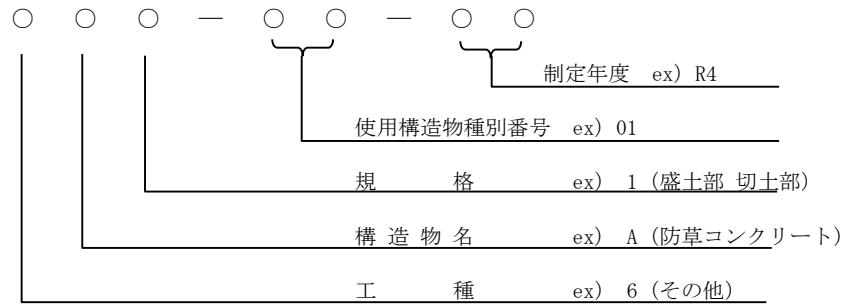 ○ ○ ○ ― ○ ○ ― ○ ○
制定年度 ex) R4
使用構造物種別番号 ex) 01
規 格 ex) 1 (盛土部 切土部)
構 造 物 名 ex) A (防草コンクリート)
工 種 ex) 6 (その他)